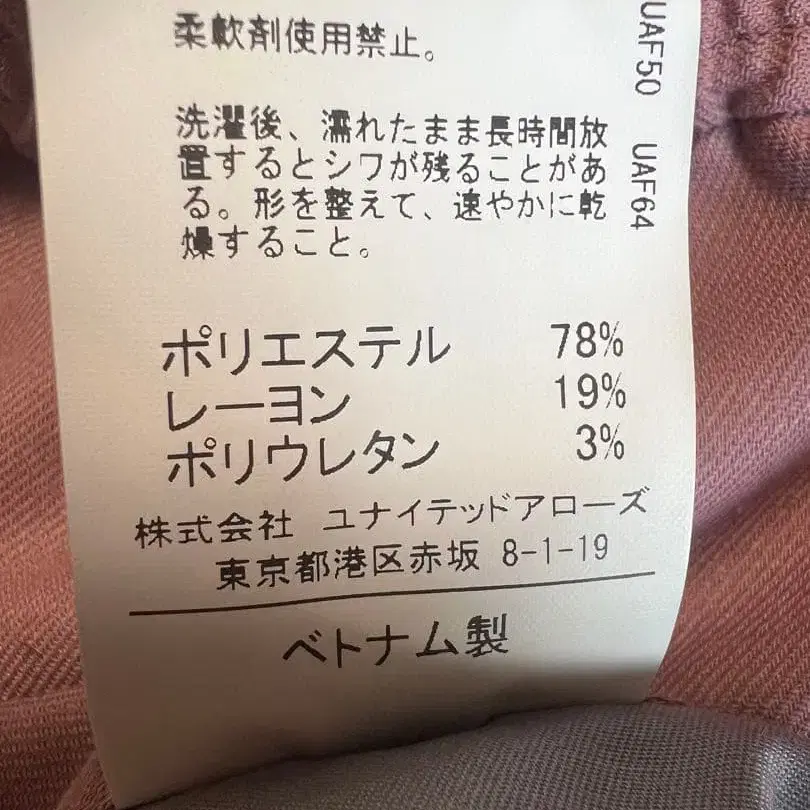 柔軟剤使用禁止。
洗濯後、濡れたまま長時間放
置するとシワが残ることがあ
る。形を整えて、速やかに乾
燥すること。
ポリエステル 78%
レーヨン 19%
ポリウレタン 3%
株式会社 ユナイテッドアローズ
東京都港区赤坂 8-1-19
ベトナム製
UAF50 UAF64